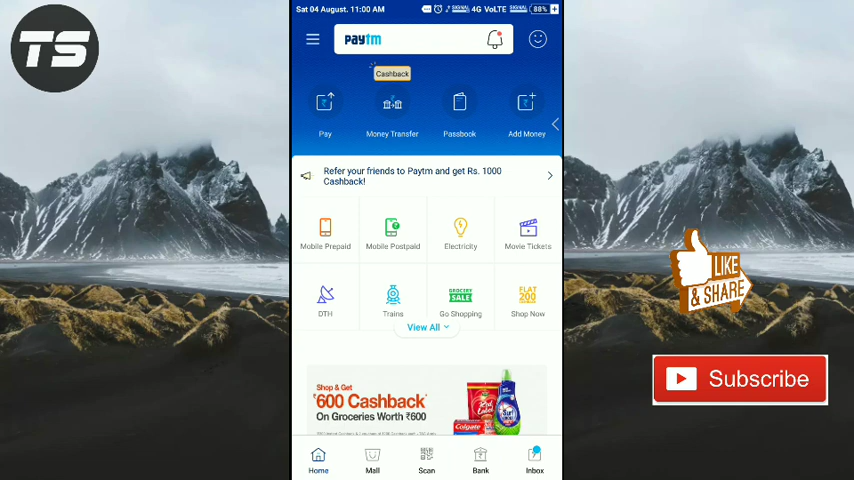 TS
Sat 04 August. 11:00 AM
4G VoLTE
88%
paytm
Cashback
Pay
Money Transfer
Passbook
Add Money
Refer your friends to Paytm and get Rs. 1000
Cashback!
Mobile Prepaid
Mobile Postpaid
Electricity
Movie Tickets
GROCERY
SALE
FLAT
200
DTH
Trains
Go Shopping
Shop Now
View All
Shop & Get
₹600 Cashback*
On Groceries Worth ₹600
Red Label
Surf
Colgate
Home
Mall
Scan
Bank
Inbox
LIKE
& SHARE
Subscribe